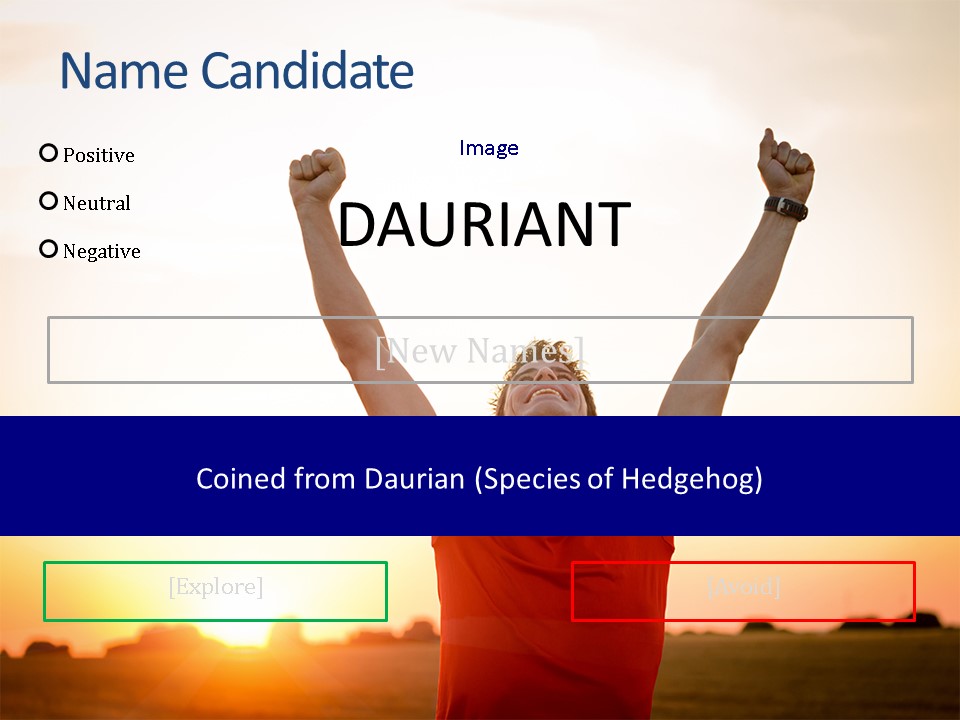 Name Candidate
Positive
Image
Neutral
DAURIANT
Negative
[New Names]
Coined from Daurian (Species of Hedgehog)
[Explore]
[Avoid]